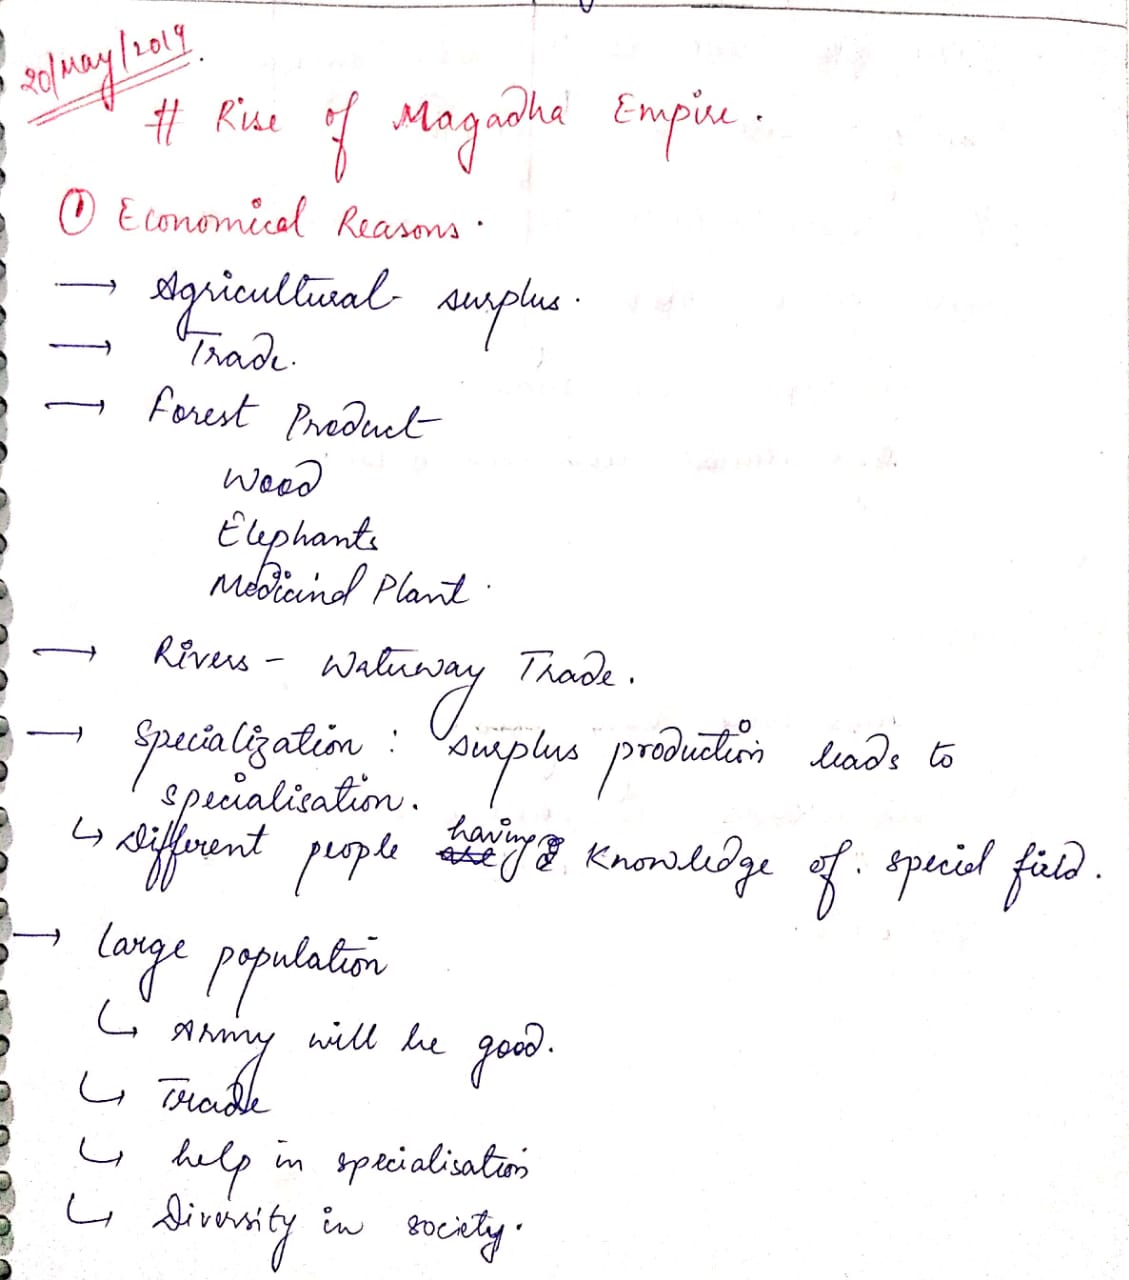 20/May/2019.
# Rise of Magadha Empire.
① Economical Reasons.
→ Agricultural surplus.
→ Trade.
→ Forest Product
Wood
Elephants
Medicinal Plant.
→ Rivers - Waterway Trade.
→ Specialization : surplus production leads to
specialisation.
↳ Different people having knowledge of. special field.
→ Large population
↳ Army will be good.
↳ Trade
↳ help in specialisation
↳ Diversity in society.